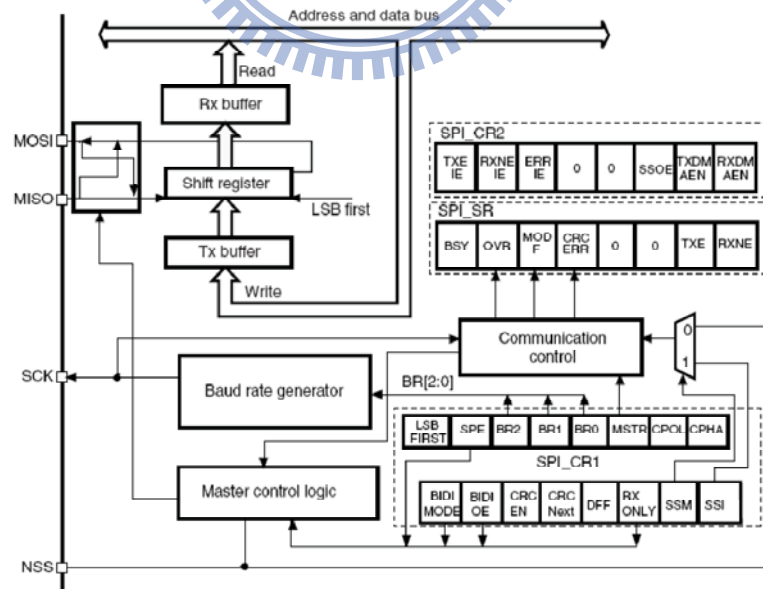 Address and data bus
Read
Rx buffer
MOSI
MISO
Shift register
LSB first
Tx buffer
Write
SPI_CR2
TXE IE
RXNE IE
ERR IE
0
0
SSOE
TXDM AEN
RXDM AEN
SPI_SR
BSY
OVR
MOD F
CRC ERR
0
0
TXE
RXNE
Communication control
0
1
SCK
Baud rate generator
BR[2:0]
LSB FIRST
SPE
BR2
BR1
BR0
MSTR
CPOL
CPHA
SPI_CR1
Master control logic
BIDI MODE
BIDI OE
CRC EN
CRC Next
DFF
RX ONLY
SSM
SSI
NSS